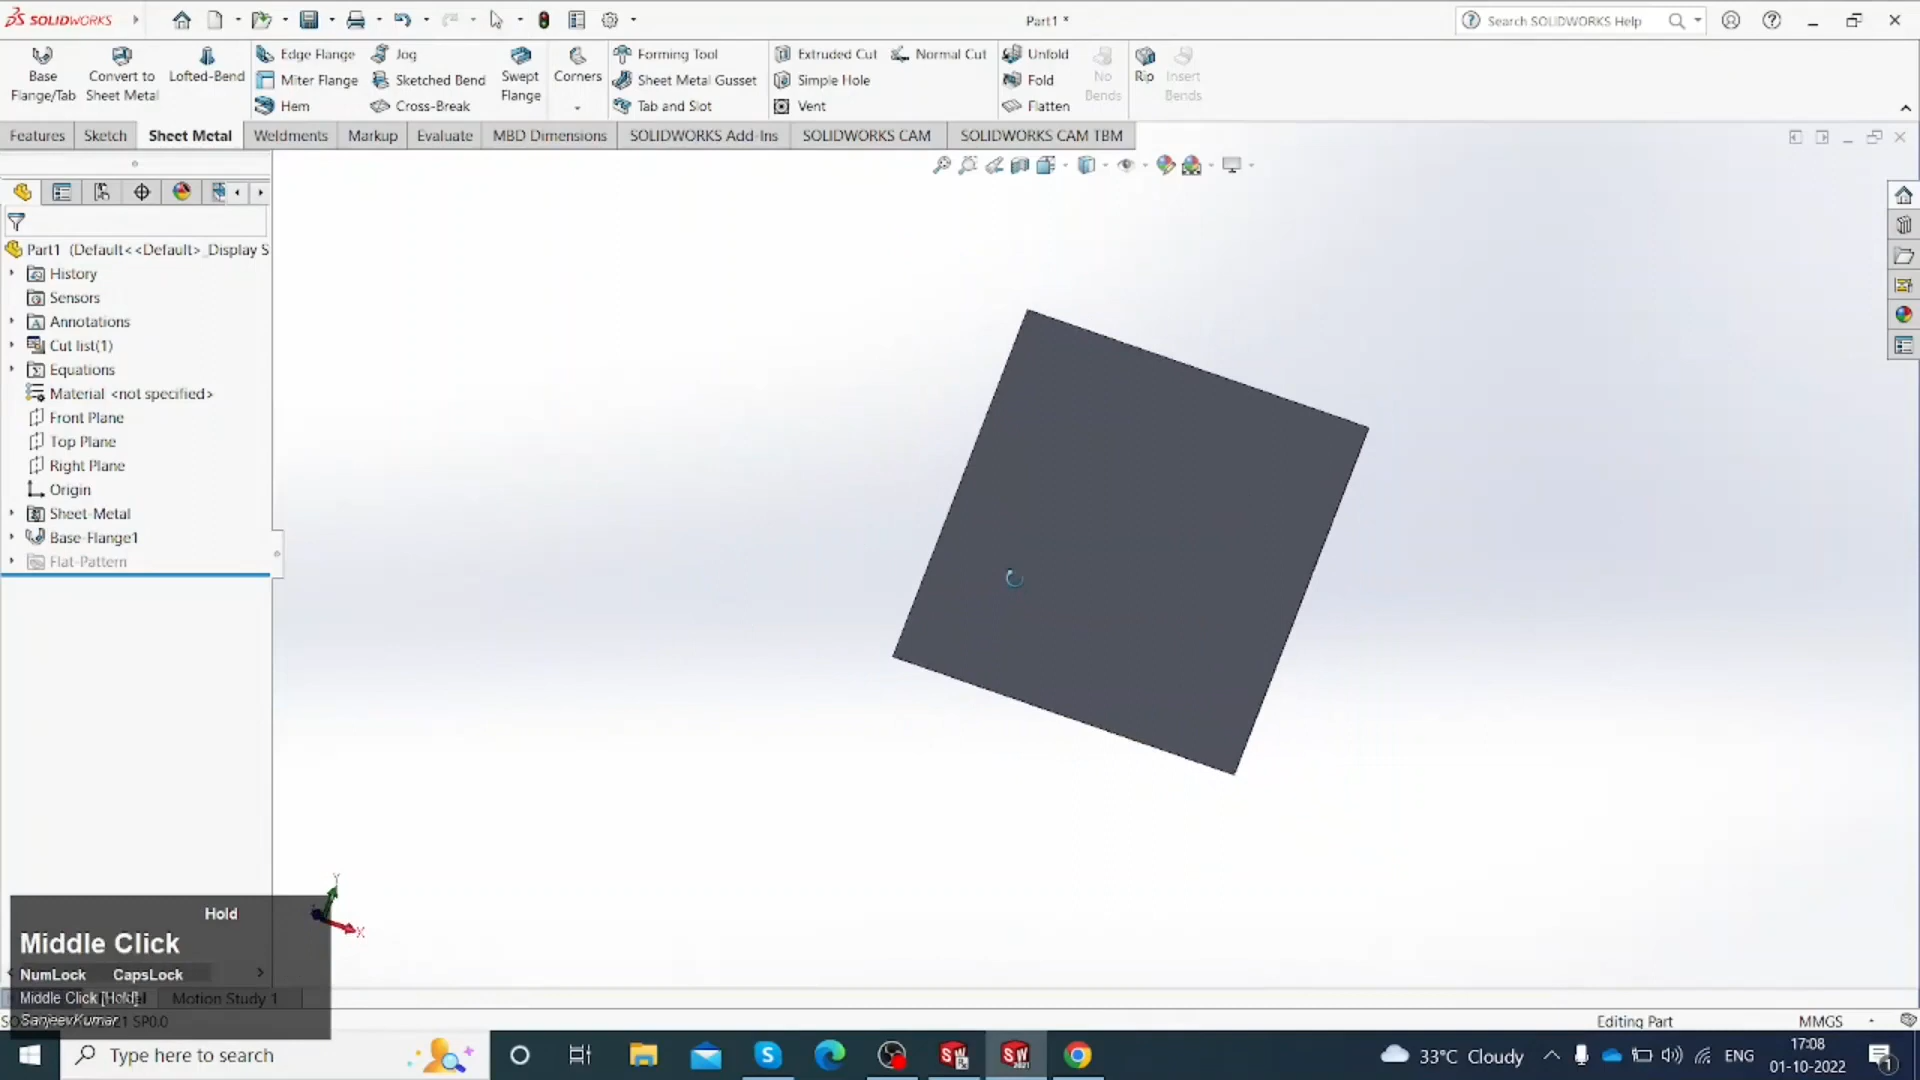 SOLIDWORKS
Part1 *
Search SOLIDWORKS Help
Base Flange/Tab
Convert to Sheet Metal
Lofted-Bend
Edge Flange
Miter Flange
Hem
Jog
Sketched Bend
Cross-Break
Swept Flange
Corners
Forming Tool
Sheet Metal Gusset
Tab and Slot
Extruded Cut
Simple Hole
Vent
Normal Cut
Unfold
Fold
Flatten
No Bends
Rip
Insert Bends
Features
Sketch
Sheet Metal
Weldments
Markup
Evaluate
MBD Dimensions
SOLIDWORKS Add-Ins
SOLIDWORKS CAM
SOLIDWORKS CAM TBM
Part1 (Default<<Default>_Display S
History
Sensors
Annotations
Cut list(1)
Equations
Material <not specified>
Front Plane
Top Plane
Right Plane
Origin
Sheet-Metal
Base-Flange1
Flat-Pattern
Y
X
Hold
Middle Click
NumLock CapsLock
Middle Click [Hold]
Motion Study 1
SanjeevKumar
21 SP0.0
Editing Part
MMGS
Type here to search
33°C Cloudy
ENG
17:08
01-10-2022
1